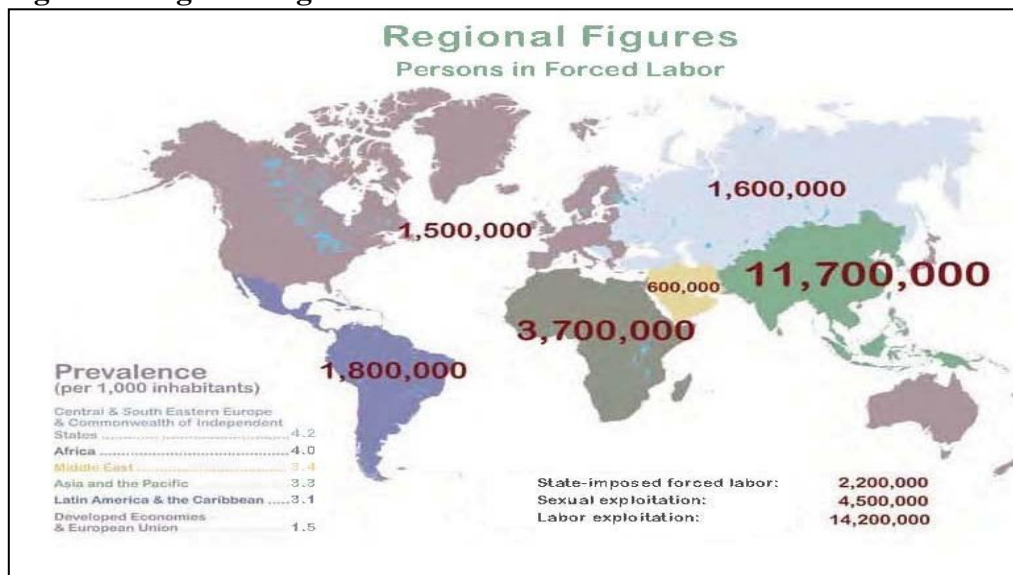 Regional Figures
Persons in Forced Labor
1,600,000
1,500,000
11,700,000
600,000
3,700,000
1,800,000
Prevalence
(per 1,000 inhabitants)
Central & South Eastern Europe
& Commonwealth of Independent
States ........................................ 4.2
Africa ........................................ 4.0
Middle East ................................ 3.4
Asia and the Pacific .................... 3.3
Latin America & the Caribbean ..... 3.1
Developed Economies
& European Union ...................... 1.5
State-imposed forced labor: 2,200,000
Sexual exploitation: 4,500,000
Labor exploitation: 14,200,000